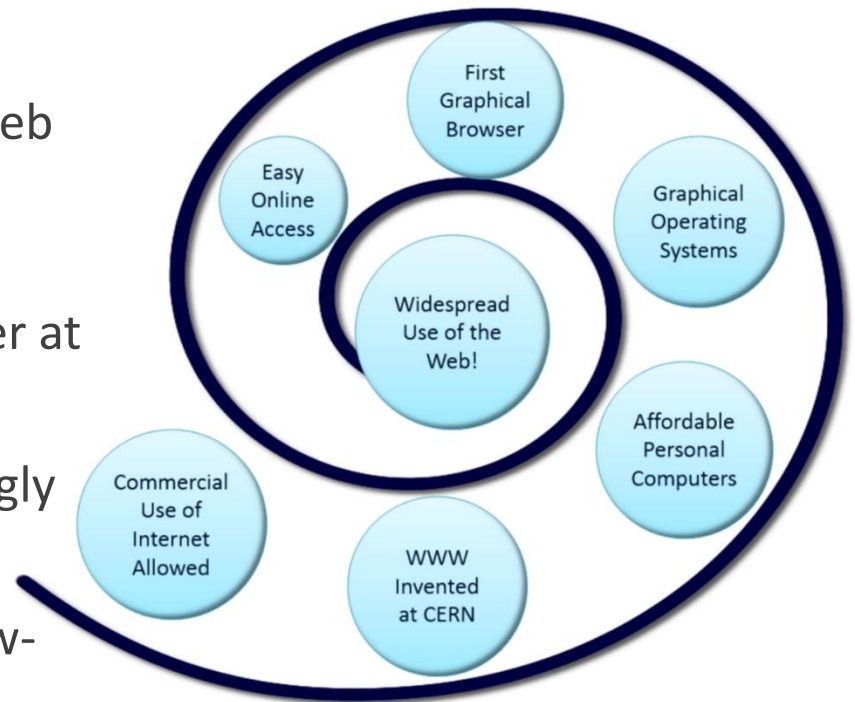 eb
er at
gly
w-
First
Graphical
Browser
Easy
Online
Access
Graphical
Operating
Systems
Widespread
Use of the
Web!
Affordable
Personal
Computers
Commercial
Use of
Internet
Allowed
WWW
Invented
at CERN